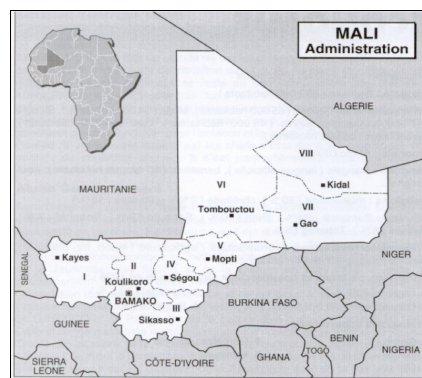 MALI
Administration
ALGERIE
VIII
MAURITANIE
VI
Kidal
Tombouctou
VII
Gao
V
Kayes
II
IV
Mopti
NIGER
SENEGAL
I
Ségou
Koulikoro
BAMAKO
III
BURKINA FASO
Sikasso
GUINEE
BENIN
TOGO
NIGERIA
SIERRA
LEONE
CÔTE-D'IVOIRE
GHANA